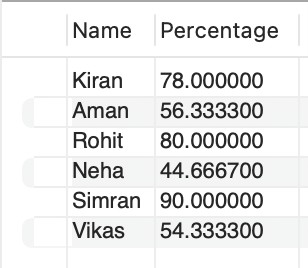 Name Percentage
Kiran 78.000000
Aman 56.333300
Rohit 80.000000
Neha 44.666700
Simran 90.000000
Vikas 54.333300